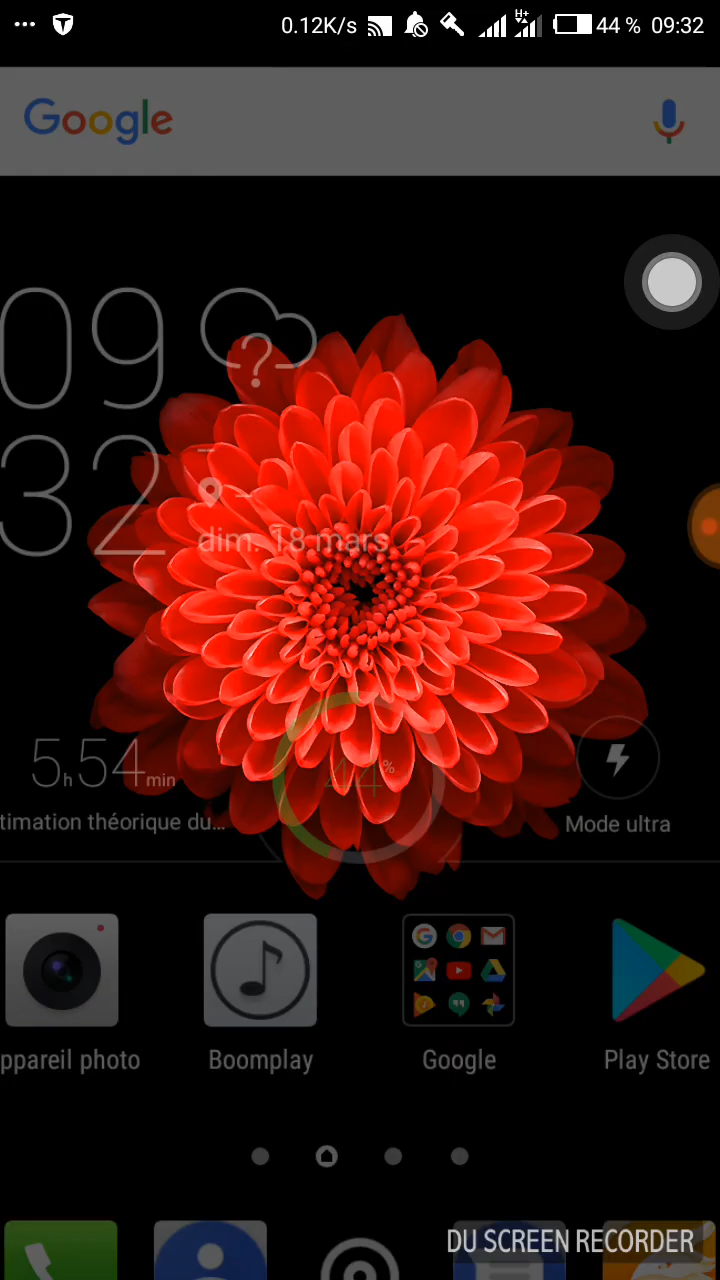 0.12K/s H+ 44 % 09:32
Google
09
32
?
dim. 18 mars
44%
5h54min
timation théorique du...
Mode ultra
ppareil photo
Boomplay
Google
Play Store
DU SCREEN RECORDER